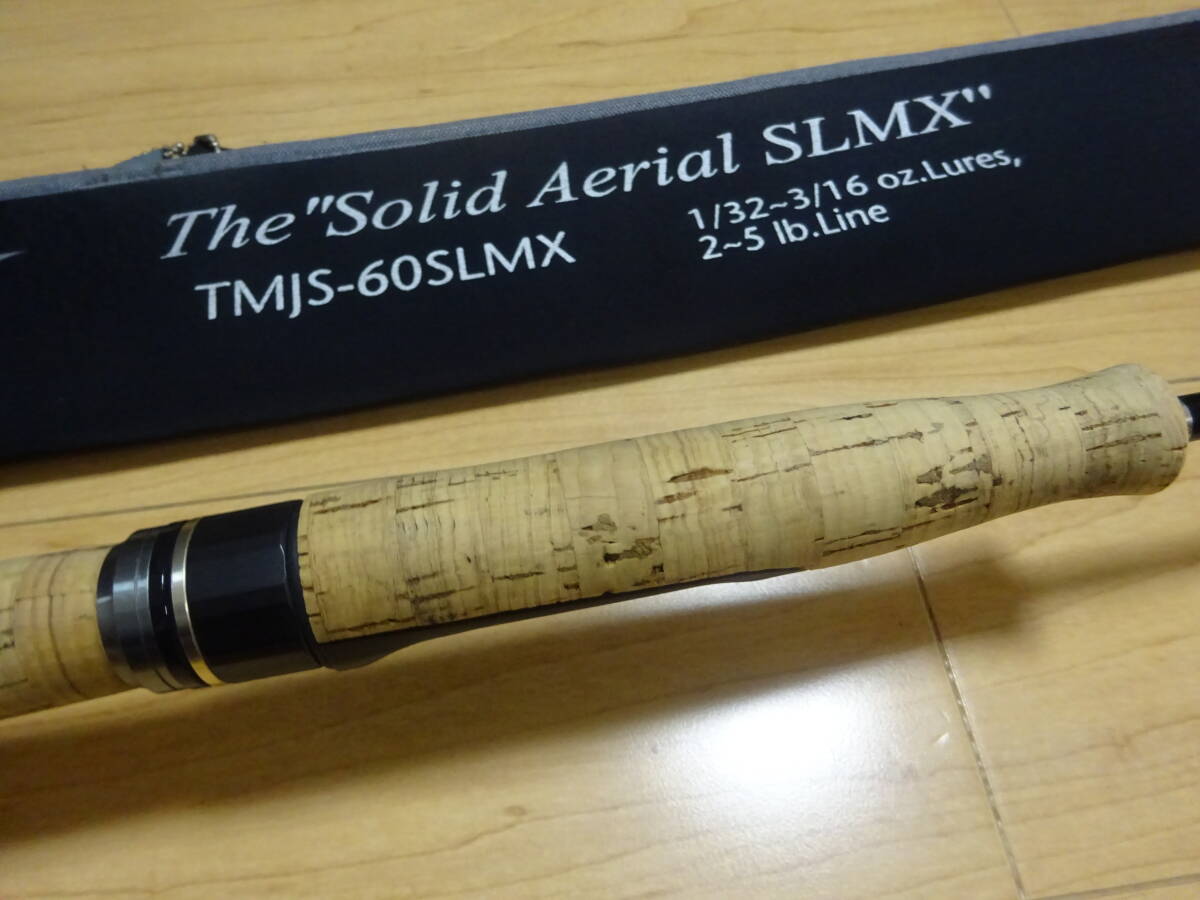 The "Solid Aerial SLMX"
TMJS-60SLMX
1/32~3/16 oz.Lures,
2~5 lb.Line